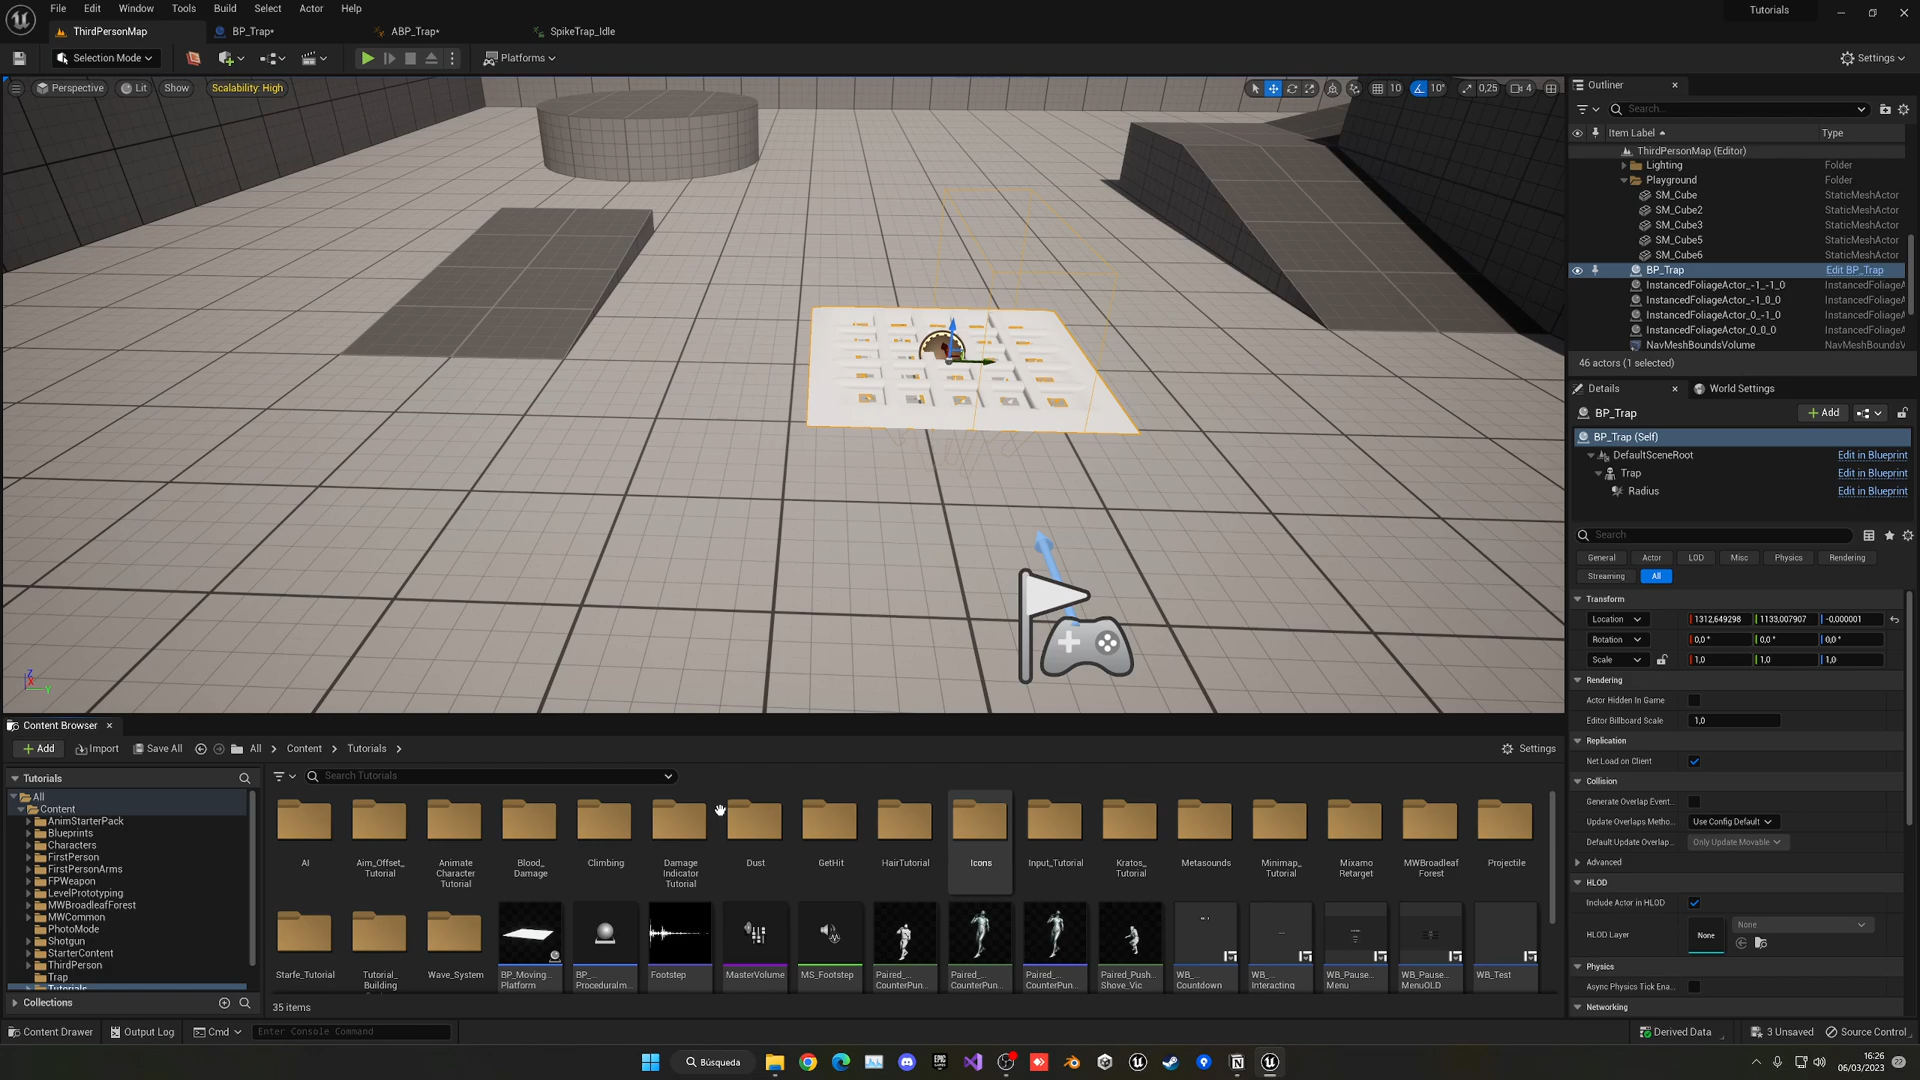 File Edit Window Tools Build Select Actor Help
Tutorials
ThirdPersonMap BP_Trap* ABP_Trap* SpikeTrap_Idle
Selection Mode Platforms Settings
Perspective Lit Show Scalability: High 10 10° 0,25 4
Outliner
Search...
Item Label Type
ThirdPersonMap (Editor)
Lighting Folder
Playground Folder
SM_Cube StaticMeshActor
SM_Cube2 StaticMeshActor
SM_Cube3 StaticMeshActor
SM_Cube5 StaticMeshActor
SM_Cube6 StaticMeshActor
BP_Trap Edit BP_Trap
InstancedFoliageActor_-1_-1_0 InstancedFoliageA
InstancedFoliageActor_-1_0_0 InstancedFoliageA
InstancedFoliageActor_0_-1_0 InstancedFoliageA
InstancedFoliageActor_0_0_0 InstancedFoliageA
NavMeshBoundsVolume NavMeshBoundsV
46 actors (1 selected)
Details World Settings
BP_Trap Add
BP_Trap (Self)
DefaultSceneRoot Edit in Blueprint
Trap Edit in Blueprint
Radius Edit in Blueprint
Search
General Actor LOD Misc Physics Rendering
Streaming All
Transform
Location 1312,649298 1133,007907 -0,000001
Rotation 0,0° 0,0° 0,0°
Scale 1,0 1,0 1,0
Rendering
Actor Hidden In Game
Editor Billboard Scale 1,0
Replication
Net Load on Client
Collision
Generate Overlap Event..
Update Overlaps Metho.. Use Config Default
Default Update Overlap.. Only Update Movable
Advanced
HLOD
Include Actor in HLOD
HLOD Layer None None
Physics
Async Physics Tick Ena..
Networking
Content Browser
Add Import Save All All Content Tutorials Settings
Tutorials
Search Tutorials
All
Content
AnimStarterPack
Blueprints
Characters
FirstPerson
FirstPersonArms
FPWeapon
LevelPrototyping
MWBroadleafForest
MWCommon
PhotoMode
Shotgun
StarterContent
ThirdPerson
Trap
Tutorials
Collections
AI
Aim_Offset_
Tutorial
Animate
Character
Tutorial
Blood_
Damage
Climbing
Damage
Indicator
Tutorial
Dust
GetHit
HairTutorial
Icons
Input_Tutorial
Kratos_
Tutorial
Metasounds
Minimap_
Tutorial
Mixamo
Retarget
MWBroadleaf
Forest
Projectile
Starfe_Tutorial
Tutorial_
Building
Wave_System
BP_Moving_
Platform
BP_
Proceduralm..
Footstep
MasterVolume
MS_Footstep
Paired_
CounterPun..
Paired_
CounterPun..
Paired_
CounterPun..
Paired_Push..
Shove_Vic
WB_
Countdown
WB_
Interacting
WB_Pause..
Menu
WB_Pause..
MenuOLD
WB_Test
35 items
Content Drawer Output Log Cmd Enter Console Command Derived Data 3 Unsaved Source Control
Búsqueda
16:26
06/03/2023
22